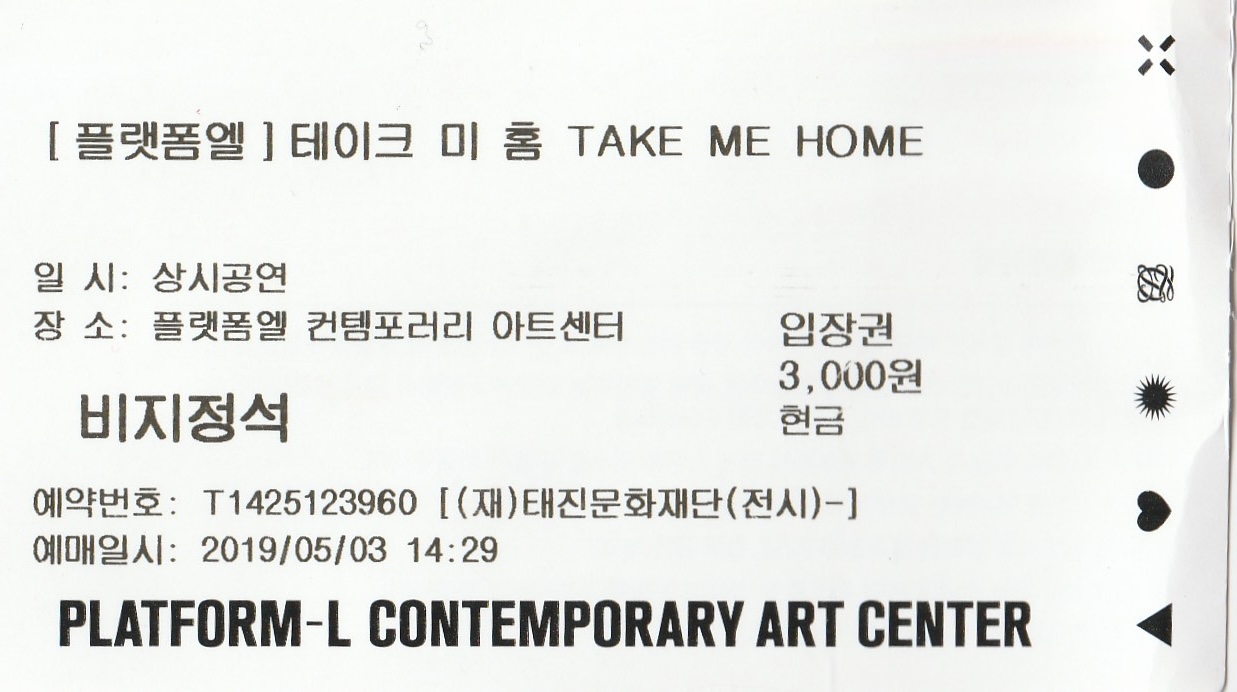 [ 플랫폼엘 ] 테이크 미 홈 TAKE ME HOME
일 시: 상시공연
장 소: 플랫폼엘 컨템포러리 아트센터
입장권
3,000원
현금
비지정석
예약번호: T1425123960 [(재)태진문화재단(전시)-]
예매일시: 2019/05/03 14:29
PLATFORM-L CONTEMPORARY ART CENTER